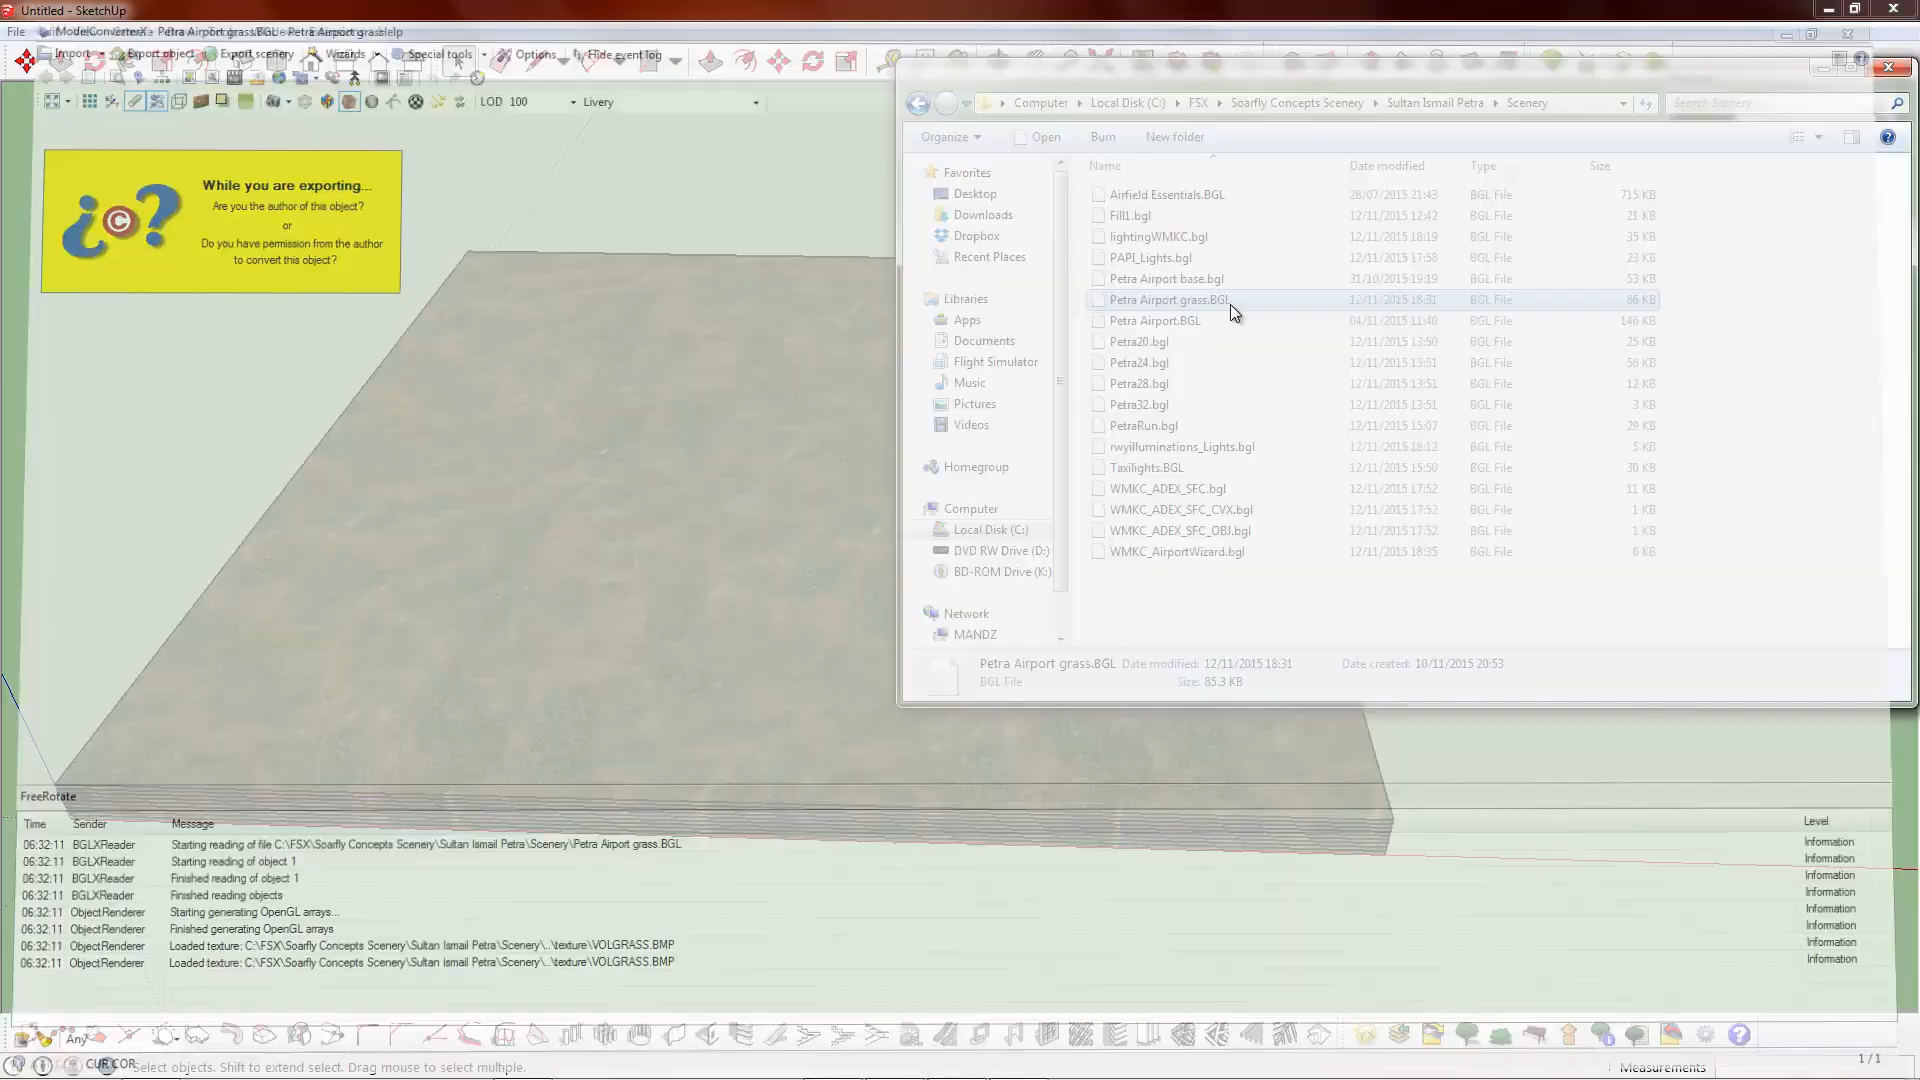 Untitled - SketchUp
File
ModelConverterX - Petra Airport grass.BGL - Petra Airport grass
Help
Import
Export object
Export scenery
Wizards
Special tools
Options
Hide event log
LOD 100
Livery
While you are exporting...
Are you the author of this object?
or
Do you have permission from the author
to convert this object?
Computer
Local Disk (C:)
FSX
Soarfly Concepts Scenery
Sultan Ismail Petra
Scenery
Search Scenery
Organize
Open
Burn
New folder
Favorites
Desktop
Downloads
Dropbox
Recent Places
Libraries
Apps
Documents
Flight Simulator
Music
Pictures
Videos
Homegroup
Computer
Local Disk (C:)
DVD RW Drive (D:)
BD-ROM Drive (K:)
Network
MANDZ
Name Date modified Type Size
Airfield Essentials.BGL 28/07/2015 21:43 BGL File 715 KB
Fill1.bgl 12/11/2015 12:42 BGL File 21 KB
lightingWMKC.bgl 12/11/2015 18:19 BGL File 35 KB
PAPI_Lights.bgl 12/11/2015 17:58 BGL File 23 KB
Petra Airport base.bgl 31/10/2015 19:19 BGL File 53 KB
Petra Airport grass.BGL 12/11/2015 18:31 BGL File 86 KB
Petra Airport.BGL 04/11/2015 11:40 BGL File 146 KB
Petra20.bgl 12/11/2015 13:50 BGL File 25 KB
Petra24.bgl 12/11/2015 13:51 BGL File 56 KB
Petra28.bgl 12/11/2015 13:51 BGL File 12 KB
Petra32.bgl 12/11/2015 13:51 BGL File 3 KB
PetraRun.bgl 12/11/2015 15:07 BGL File 29 KB
rwyilluminations_Lights.bgl 12/11/2015 18:12 BGL File 5 KB
Taxilights.BGL 12/11/2015 15:50 BGL File 30 KB
WMKC_ADEX_SFC.bgl 12/11/2015 17:52 BGL File 11 KB
WMKC_ADEX_SFC_CVX.bgl 12/11/2015 17:52 BGL File 1 KB
WMKC_ADEX_SFC_OBJ.bgl 12/11/2015 17:52 BGL File 1 KB
WMKC_AirportWizard.bgl 12/11/2015 18:35 BGL File 6 KB
Petra Airport grass.BGL Date modified: 12/11/2015 18:31 Date created: 10/11/2015 20:53
BGL File Size: 85.3 KB
FreeRotate
Time Sender Message Level
06:32:11 BGLXReader Starting reading of file C:\FSX\Soarfly Concepts Scenery\Sultan Ismail Petra\Scenery\Petra Airport grass.BGL Information
06:32:11 BGLXReader Starting reading of object 1 Information
06:32:11 BGLXReader Finished reading of object 1 Information
06:32:11 BGLXReader Finished reading objects Information
06:32:11 ObjectRenderer Starting generating OpenGL arrays... Information
06:32:11 ObjectRenderer Finished generating OpenGL arrays Information
06:32:11 ObjectRenderer Loaded texture: C:\FSX\Soarfly Concepts Scenery\Sultan Ismail Petra\Scenery\..\texture\VOLGRASS.BMP Information
06:32:11 ObjectRenderer Loaded texture: C:\FSX\Soarfly Concepts Scenery\Sultan Ismail Petra\Scenery\..\texture\VOLGRASS.BMP Information
Any
CUR COR
Select objects. Shift to extend select. Drag mouse to select multiple.
Measurements
1 / 1